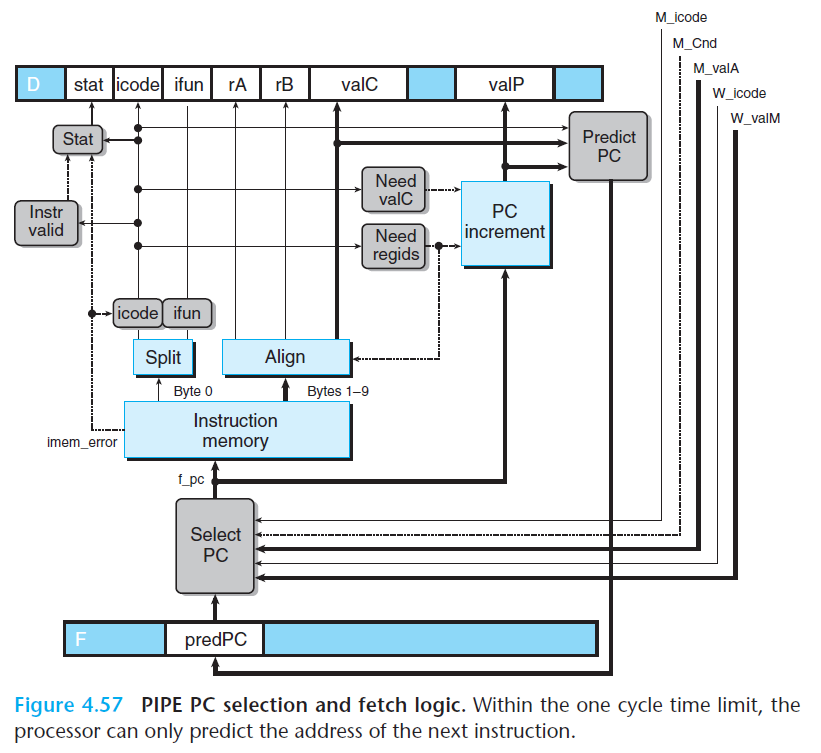 M_icode
M_Cnd
M_valA
W_icode
W_valM
D stat icode ifun rA rB valC valP
Stat
Predict
PC
Need
valC
Instr
valid
PC
increment
Need
regids
icode ifun
Split
Align
Byte 0
Bytes 1–9
Instruction
memory
imem_error
f_pc
Select
PC
F predPC
Figure 4.57 PIPE PC selection and fetch logic. Within the one cycle time limit, the
processor can only predict the address of the next instruction.